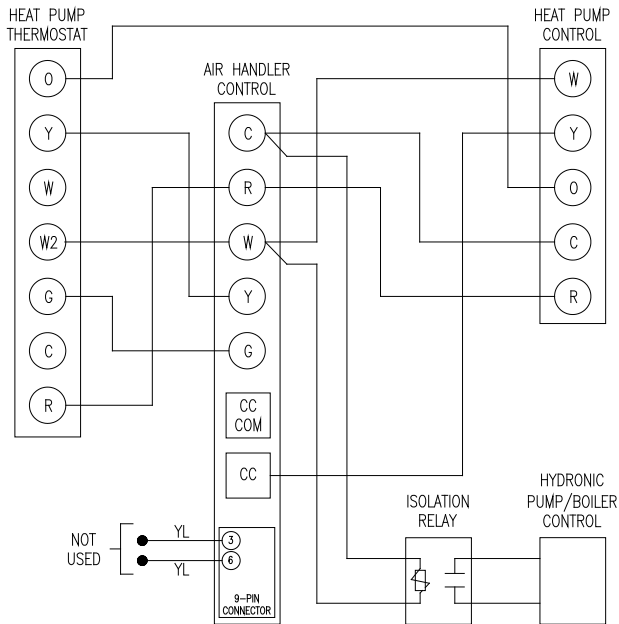 HEAT PUMP
THERMOSTAT
O
Y
W
W2
G
C
R
AIR HANDLER
CONTROL
C
R
W
Y
G
CC
COM
CC
3
6
9-PIN
CONNECTOR
NOT
USED
YL
YL
HEAT PUMP
CONTROL
W
Y
O
C
R
ISOLATION
RELAY
HYDRONIC
PUMP/BOILER
CONTROL